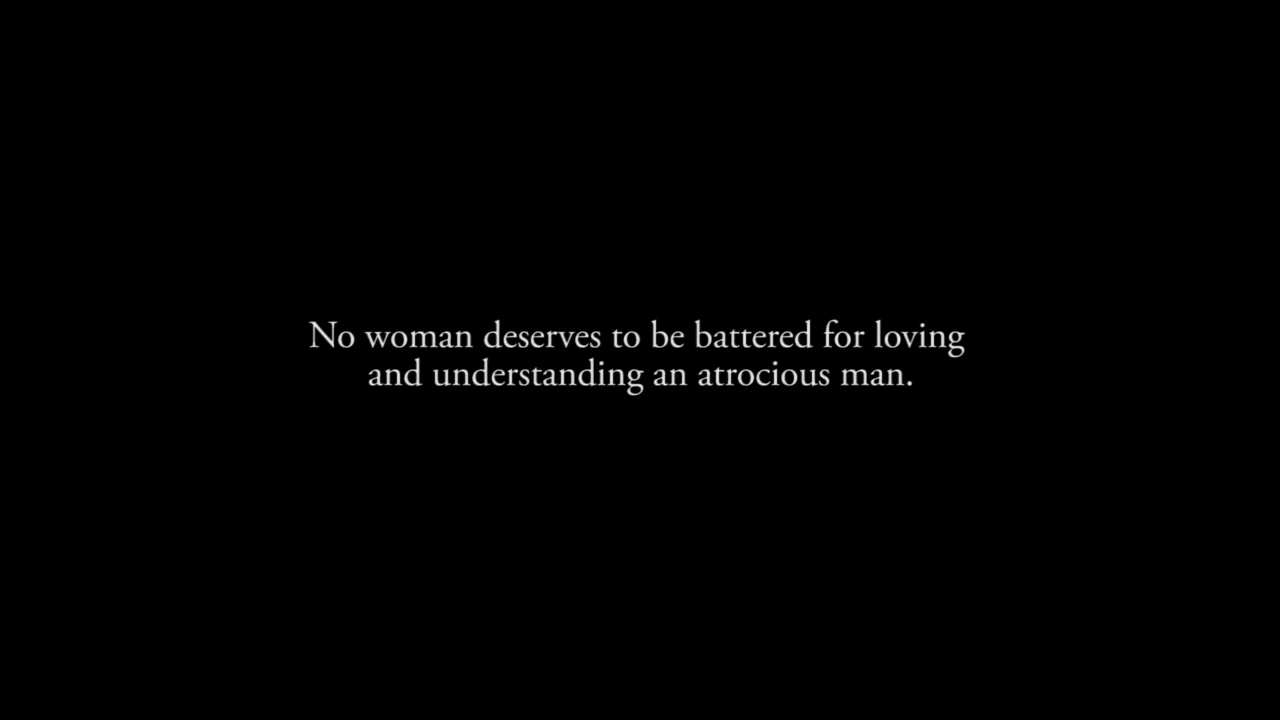 No woman deserves to be battered for loving
and understanding an atrocious man.